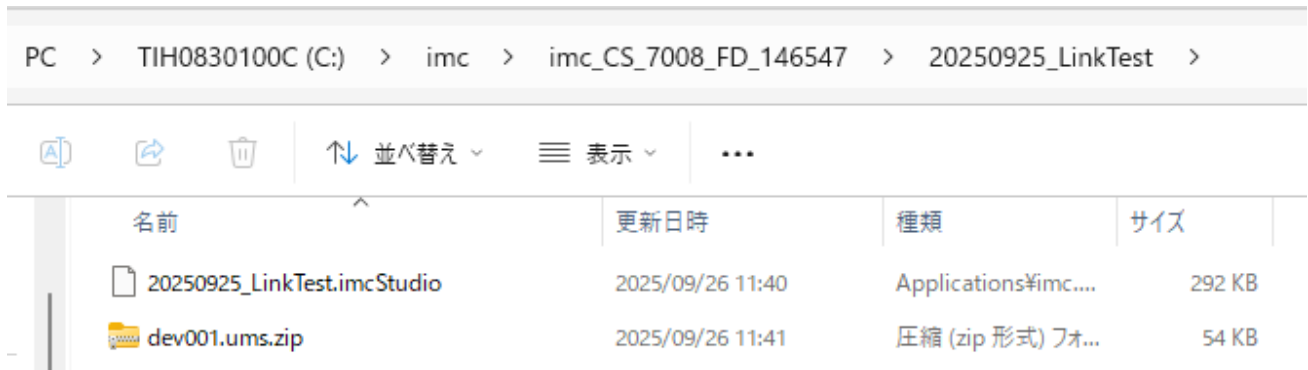 PC > TIH0830100C (C:) > imc > imc_CS_7008_FD_146547 > 20250925_LinkTest >
並べ替え 表示 ...
名前 更新日時 種類 サイズ
20250925_LinkTest.imcStudio 2025/09/26 11:40 Applications¥imc.... 292 KB
dev001.ums.zip 2025/09/26 11:41 圧縮 (zip 形式) フォ... 54 KB